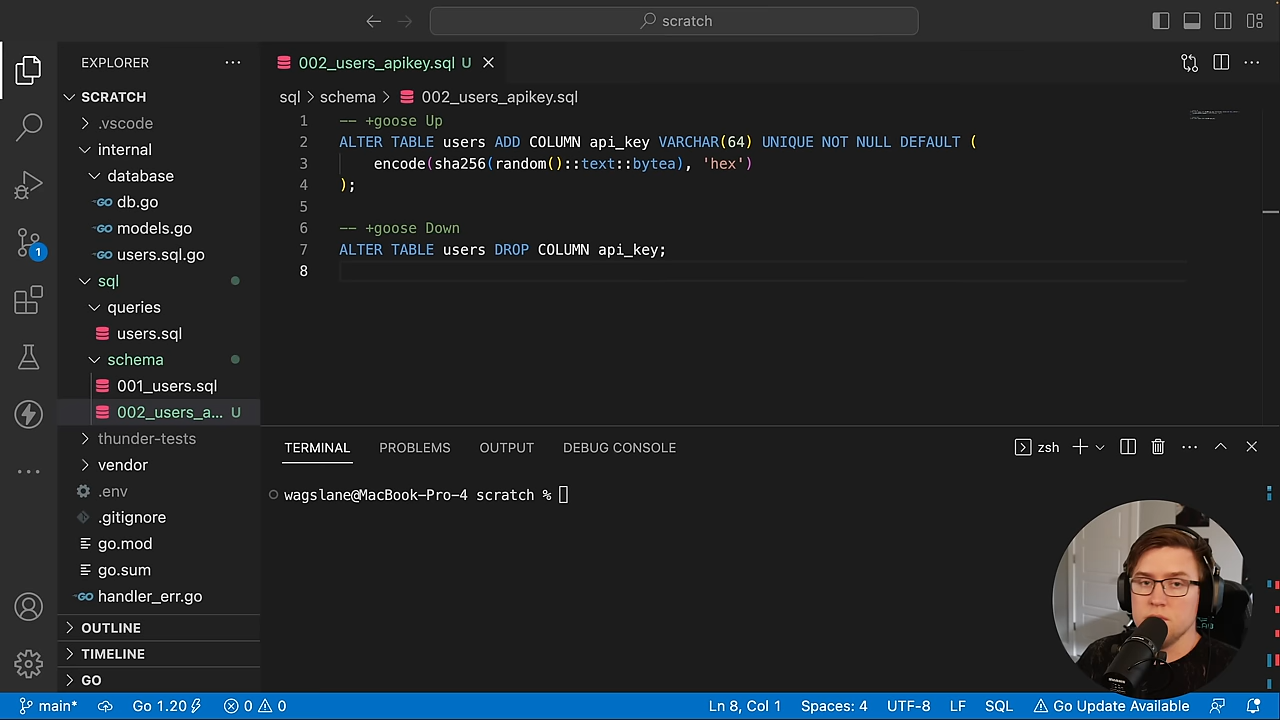 scratch
EXPLORER
SCRATCH
.vscode
internal
database
db.go
models.go
users.sql.go
sql
queries
users.sql
schema
001_users.sql
002_users_a... U
thunder-tests
vendor
.env
.gitignore
go.mod
go.sum
handler_err.go
OUTLINE
TIMELINE
GO
1
002_users_apikey.sql U
sql > schema > 002_users_apikey.sql
1 -- +goose Up
2 ALTER TABLE users ADD COLUMN api_key VARCHAR(64) UNIQUE NOT NULL DEFAULT (
3 encode(sha256(random()::text::bytea), 'hex')
4 );
5
6 -- +goose Down
7 ALTER TABLE users DROP COLUMN api_key;
8
TERMINAL PROBLEMS OUTPUT DEBUG CONSOLE
zsh
wagslane@MacBook-Pro-4 scratch %
main* Go 1.20 0 0 Ln 8, Col 1 Spaces: 4 UTF-8 LF SQL Go Update Available